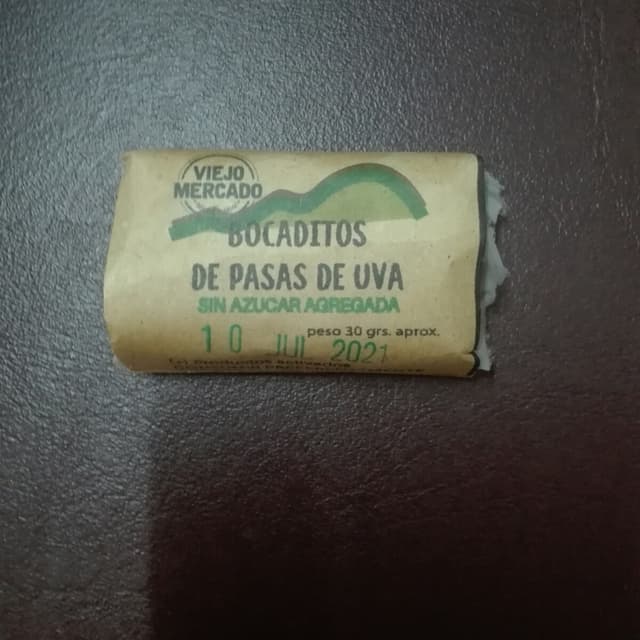 VIEJO
MERCADO
BOCADITOS
DE PASAS DE UVA
SIN AZUCAR AGREGADA
peso 30 grs. aprox.
10 JUL 2021